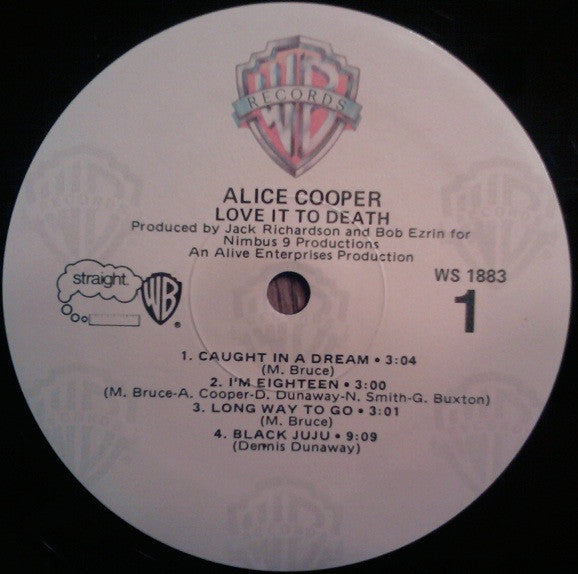 RECORDS
ALICE COOPER
LOVE IT TO DEATH
Produced by Jack Richardson and Bob Ezrin for
Nimbus 9 Productions
An Alive Enterprises Production
straight.
WB®
WS 1883
1
1. CAUGHT IN A DREAM • 3:04
(M. Bruce)
2. I'M EIGHTEEN • 3:00
(M. Bruce-A. Cooper-D. Dunaway-N. Smith-G. Buxton)
3. LONG WAY TO GO • 3:01
(M. Bruce)
4. BLACK JUJU • 9:09
(Dennis Dunaway)